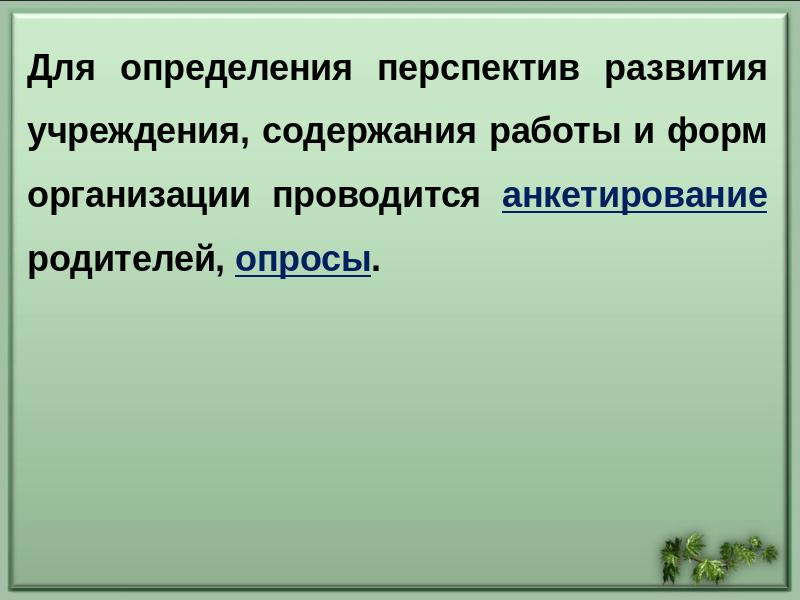 Для определения перспектив развития
учреждения, содержания работы и форм
организации проводится анкетирование
родителей, опросы.